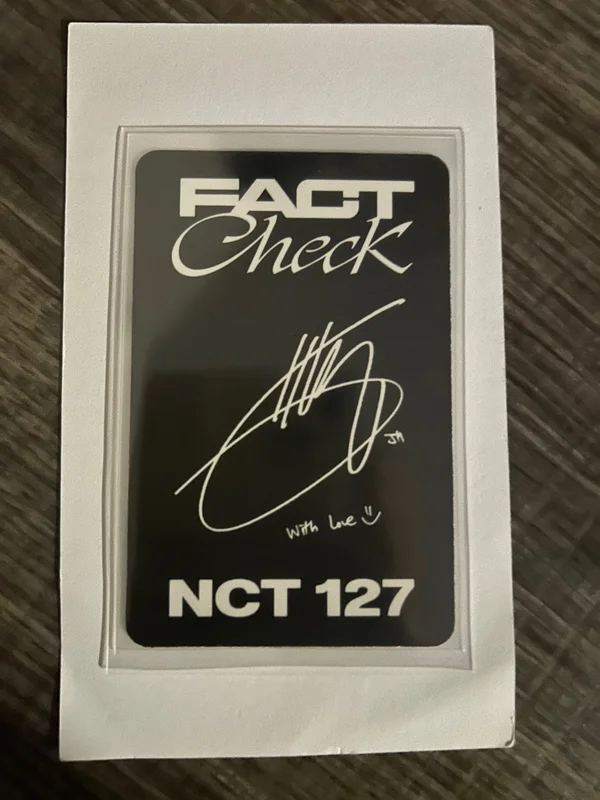 FACT
Check
JH
With Love
NCT 127